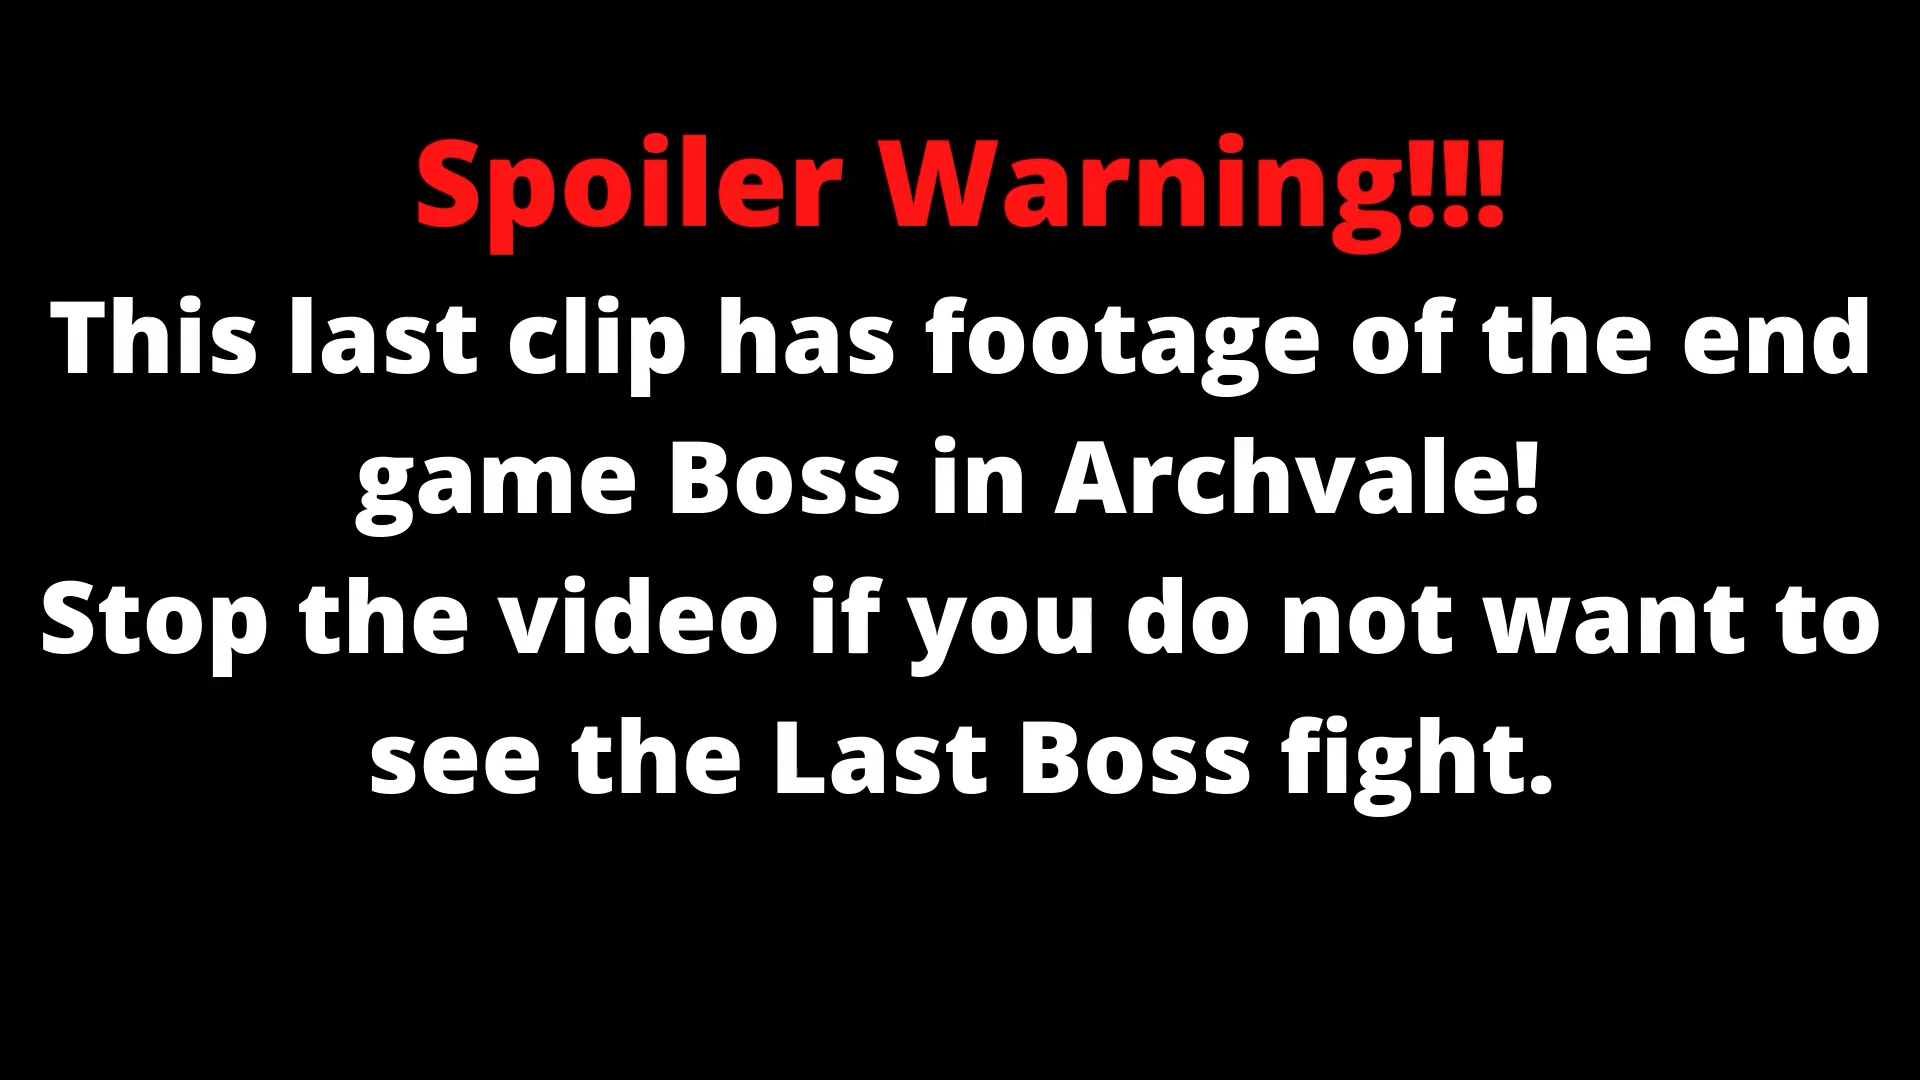 Spoiler Warning!!!
This last clip has footage of the end
game Boss in Archvale!
Stop the video if you do not want to
see the Last Boss fight.